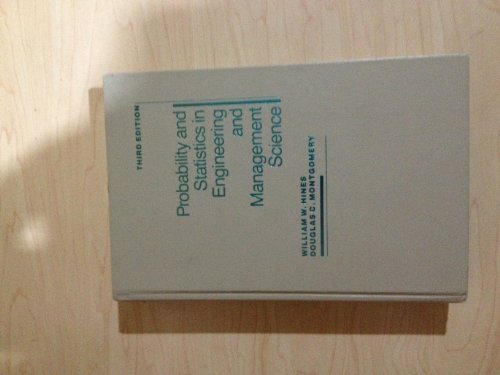 THIRD EDITION
Probability and
Statistics in
Engineering
and
Management
Science
WILLIAM W. HINES
DOUGLAS C. MONTGOMERY